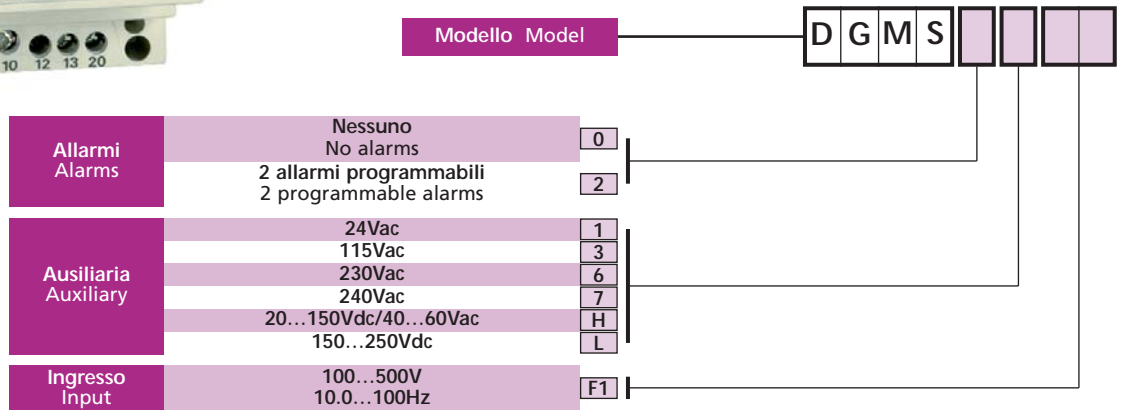 10 12 13 20
Modello Model
D G M S
Allarmi
Alarms
Nessuno
No alarms
0
2 allarmi programmabili
2 programmable alarms
2
Ausiliaria
Auxiliary
24Vac 1
115Vac 3
230Vac 6
240Vac 7
20...150Vdc/40...60Vac H
150...250Vdc L
Ingresso
Input
100...500V
10.0...100Hz
F1